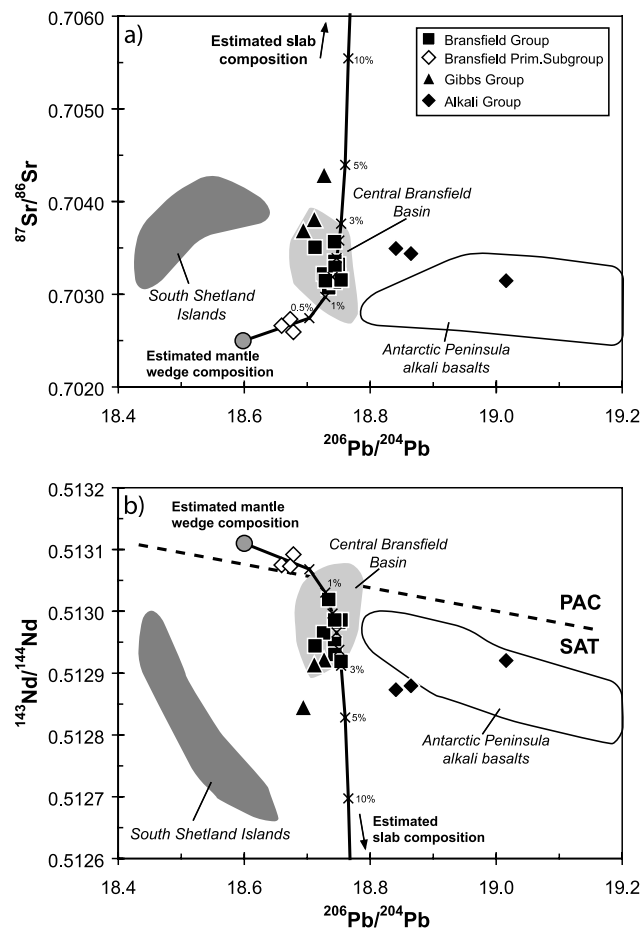 a)
0.7060
0.7050
0.7040
0.7030
0.7020
87Sr/86Sr
Estimated slab
composition
10%
5%
3%
1%
0.5%
Bransfield Group
Bransfield Prim.Subgroup
Gibbs Group
Alkali Group
Central Bransfield
Basin
South Shetland
Islands
Estimated mantle
wedge composition
Antarctic Peninsula
alkali basalts
18.4
18.6
18.8
19.0
19.2
206Pb/204Pb
b)
0.5132
0.5131
0.5130
0.5129
0.5128
0.5127
0.5126
143Nd/144Nd
Estimated mantle
wedge composition
Central Bransfield
Basin
1%
3%
5%
10%
PAC
SAT
Antarctic Peninsula
alkali basalts
South Shetland Islands
Estimated
slab composition
18.4
18.6
18.8
19.0
19.2
206Pb/204Pb